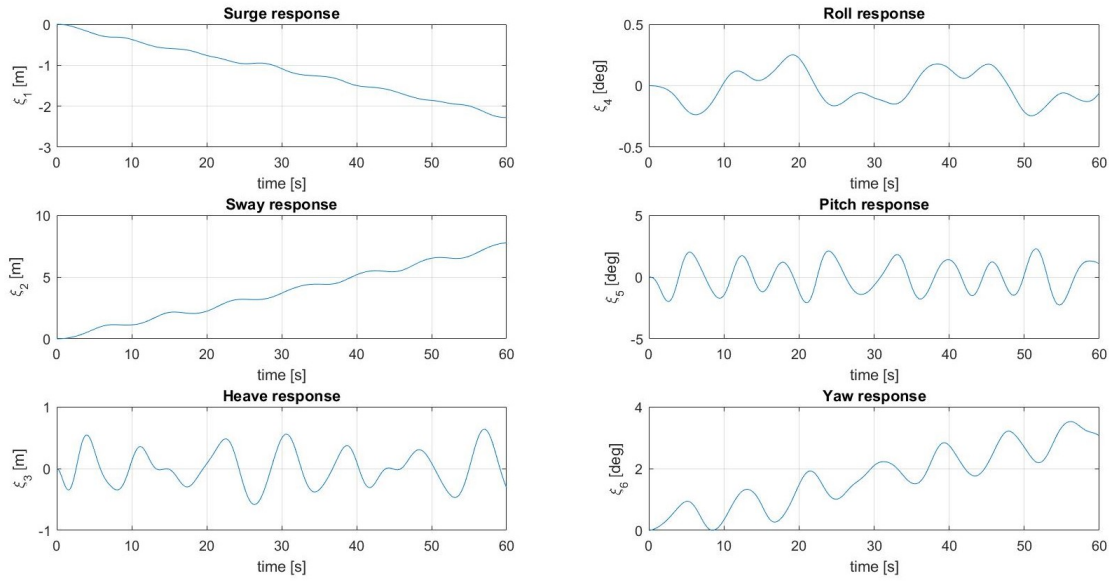 Surge response
0
-1
-2
-3
ξ1 [m]
0 10 20 30 40 50 60
time [s]
Roll response
0.5
0
-0.5
ξ4 [deg]
0 10 20 30 40 50 60
time [s]
Sway response
10
5
0
ξ2 [m]
0 10 20 30 40 50 60
time [s]
Pitch response
5
0
-5
ξ5 [deg]
0 10 20 30 40 50 60
time [s]
Heave response
1
0
-1
ξ3 [m]
0 10 20 30 40 50 60
time [s]
Yaw response
4
2
0
ξ6 [deg]
0 10 20 30 40 50 60
time [s]